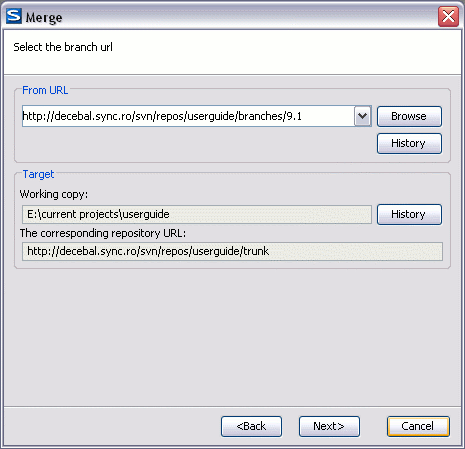 Merge
Select the branch url
From URL
http://decebal.sync.ro/svn/repos/userguide/branches/9.1
Browse
History
Target
Working copy:
E:\current projects\userguide
History
The corresponding repository URL:
http://decebal.sync.ro/svn/repos/userguide/trunk
<Back
Next>
Cancel